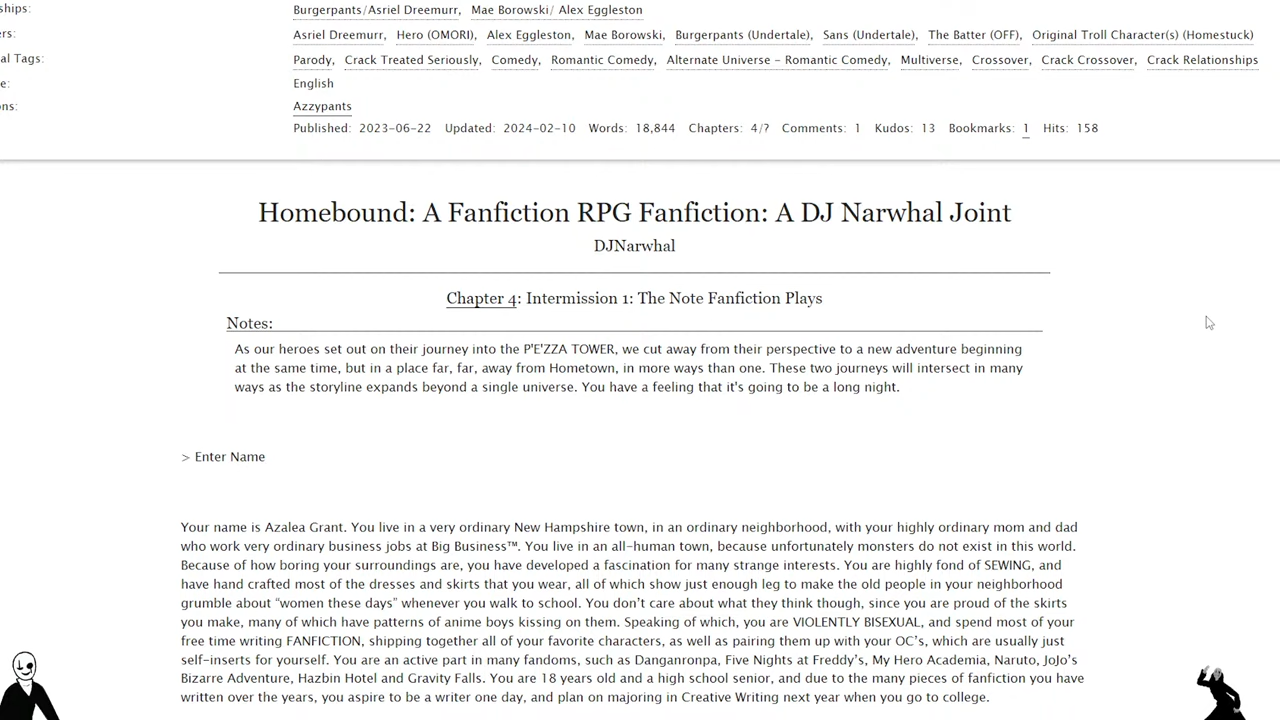 ships: Burgerpants/Asriel Dreemurr, Mae Borowski/ Alex Eggleston
ers: Asriel Dreemurr, Hero (OMORI), Alex Eggleston, Mae Borowski, Burgerpants (Undertale), Sans (Undertale), The Batter (OFF), Original Troll Character(s) (Homestuck)
al Tags: Parody, Crack Treated Seriously, Comedy, Romantic Comedy, Alternate Universe - Romantic Comedy, Multiverse, Crossover, Crack Crossover, Crack Relationships
e: English
ons: Azzypants
Published: 2023-06-22 Updated: 2024-02-10 Words: 18,844 Chapters: 4/? Comments: 1 Kudos: 13 Bookmarks: 1 Hits: 158
Homebound: A Fanfiction RPG Fanfiction: A DJ Narwhal Joint
DJNarwhal
Chapter 4: Intermission 1: The Note Fanfiction Plays
Notes:
As our heroes set out on their journey into the P'E'ZZA TOWER, we cut away from their perspective to a new adventure beginning
at the same time, but in a place far, far, away from Hometown, in more ways than one. These two journeys will intersect in many
ways as the storyline expands beyond a single universe. You have a feeling that it's going to be a long night.
> Enter Name
Your name is Azalea Grant. You live in a very ordinary New Hampshire town, in an ordinary neighborhood, with your highly ordinary mom and dad
who work very ordinary business jobs at Big Business™. You live in an all-human town, because unfortunately monsters do not exist in this world.
Because of how boring your surroundings are, you have developed a fascination for many strange interests. You are highly fond of SEWING, and
have hand crafted most of the dresses and skirts that you wear, all of which show just enough leg to make the old people in your neighborhood
grumble about “women these days” whenever you walk to school. You don’t care about what they think though, since you are proud of the skirts
you make, many of which have patterns of anime boys kissing on them. Speaking of which, you are VIOLENTLY BISEXUAL, and spend most of your
free time writing FANFICTION, shipping together all of your favorite characters, as well as pairing them up with your OC’s, which are usually just
self-inserts for yourself. You are an active part in many fandoms, such as Danganronpa, Five Nights at Freddy’s, My Hero Academia, Naruto, JoJo’s
Bizarre Adventure, Hazbin Hotel and Gravity Falls. You are 18 years old and a high school senior, and due to the many pieces of fanfiction you have
written over the years, you aspire to be a writer one day, and plan on majoring in Creative Writing next year when you go to college.